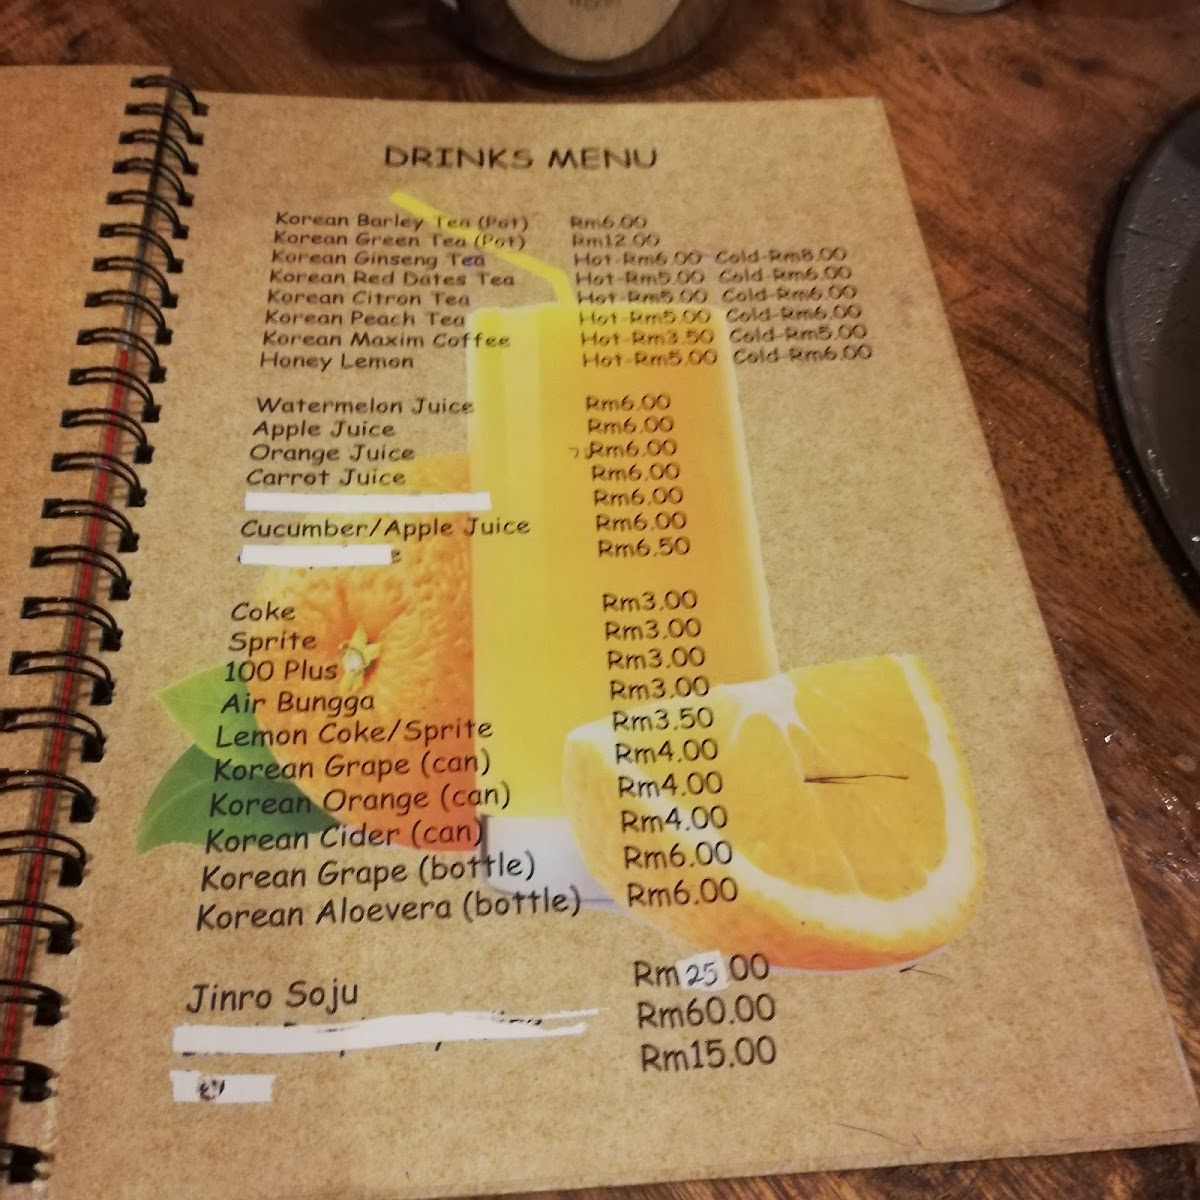 DRINKS MENU
Korean Barley Tea (Pot) Rm6.00
Korean Green Tea (Pot) Rm12.00
Korean Ginseng Tea Hot-Rm6.00 Cold-Rm8.00
Korean Red Dates Tea Hot-Rm5.00 Cold-Rm6.00
Korean Citron Tea Hot-Rm5.00 Cold-Rm6.00
Korean Peach Tea Hot-Rm5.00 Cold-Rm6.00
Korean Maxim Coffee Hot-Rm3.50 Cold-Rm5.00
Honey Lemon Hot-Rm5.00 Cold-Rm6.00
Watermelon Juice Rm6.00
Apple Juice Rm6.00
Orange Juice Rm6.00
Carrot Juice Rm6.00
Rm6.00
Cucumber/Apple Juice Rm6.00
Rm6.50
Coke Rm3.00
Sprite Rm3.00
100 Plus Rm3.00
Air Bungga Rm3.00
Lemon Coke/Sprite Rm3.50
Korean Grape (can) Rm4.00
Korean Orange (can) Rm4.00
Korean Cider (can) Rm4.00
Korean Grape (bottle) Rm6.00
Korean Aloevera (bottle) Rm6.00
Jinro Soju Rm25.00
Rm60.00
Rm15.00